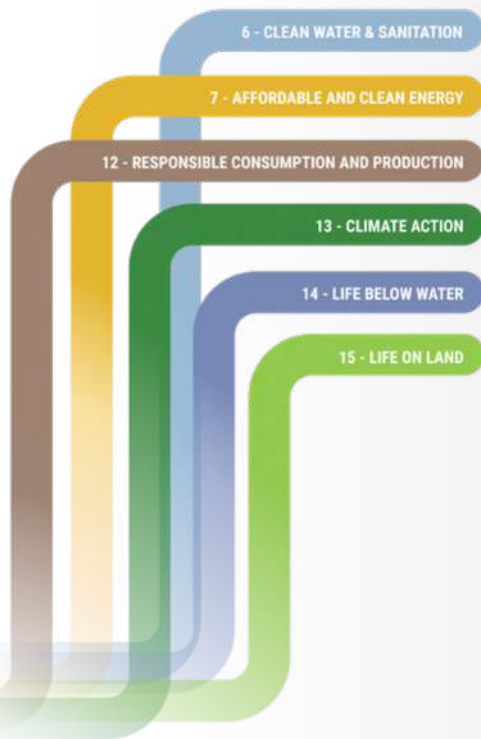 6 - CLEAN WATER & SANITATION
7 - AFFORDABLE AND CLEAN ENERGY
12 - RESPONSIBLE CONSUMPTION AND PRODUCTION
13 - CLIMATE ACTION
14 - LIFE BELOW WATER
15 - LIFE ON LAND